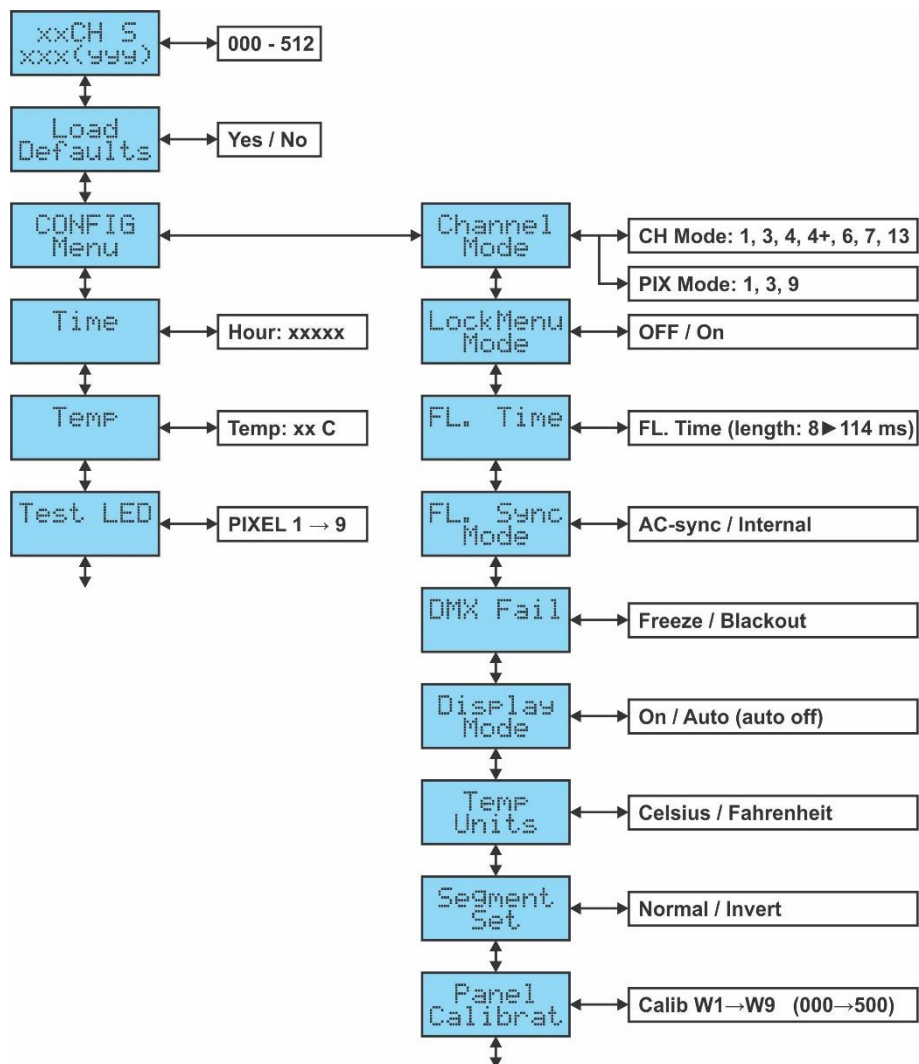 xxCH S
xxx(yyy)
000 - 512
Load
Defaults
Yes / No
CONFIG
Menu
Time
Hour: xxxxx
Temp
Temp: xx C
Test LED
PIXEL 1 → 9
Channel
Mode
CH Mode: 1, 3, 4, 4+, 6, 7, 13
PIX Mode: 1, 3, 9
LockMenu
Mode
OFF / On
FL. Time
FL. Time (length: 8►114 ms)
FL. Sync
Mode
AC-sync / Internal
DMX Fail
Freeze / Blackout
Display
Mode
On / Auto (auto off)
Temp
Units
Celsius / Fahrenheit
Segment
Set
Normal / Invert
Panel
Calibrat
Calib W1→W9 (000→500)